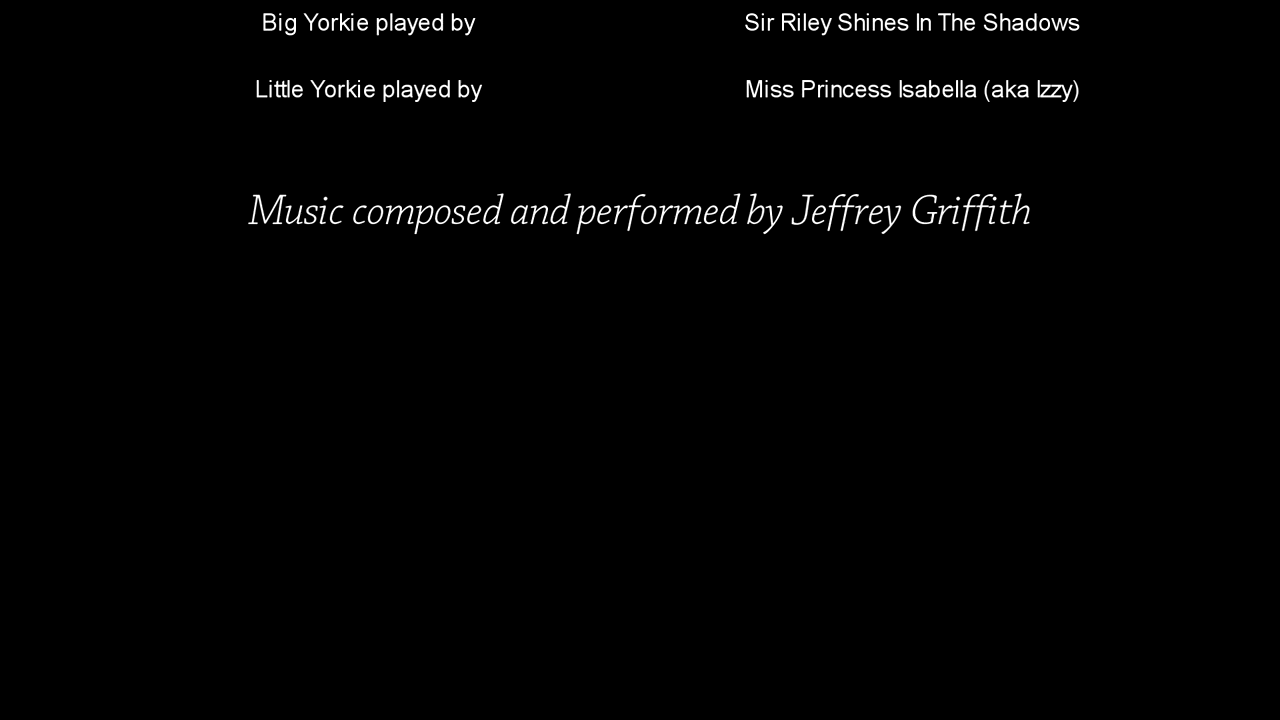 Big Yorkie played by Sir Riley Shines In The Shadows
Little Yorkie played by Miss Princess Isabella (aka Izzy)
Music composed and performed by Jeffrey Griffith